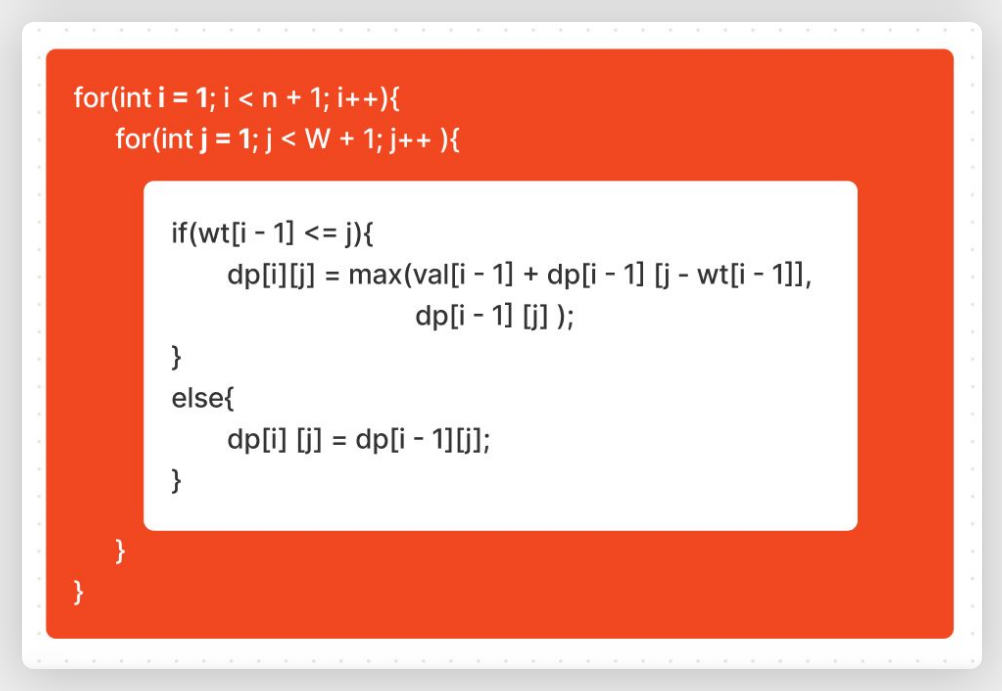 for(int i = 1; i < n + 1; i++){
for(int j = 1; j < W + 1; j++ ){
if(wt[i - 1] <= j){
dp[i][j] = max(val[i - 1] + dp[i - 1] [j - wt[i - 1]],
dp[i - 1] [j] );
}
else{
dp[i] [j] = dp[i - 1][j];
}
}
}